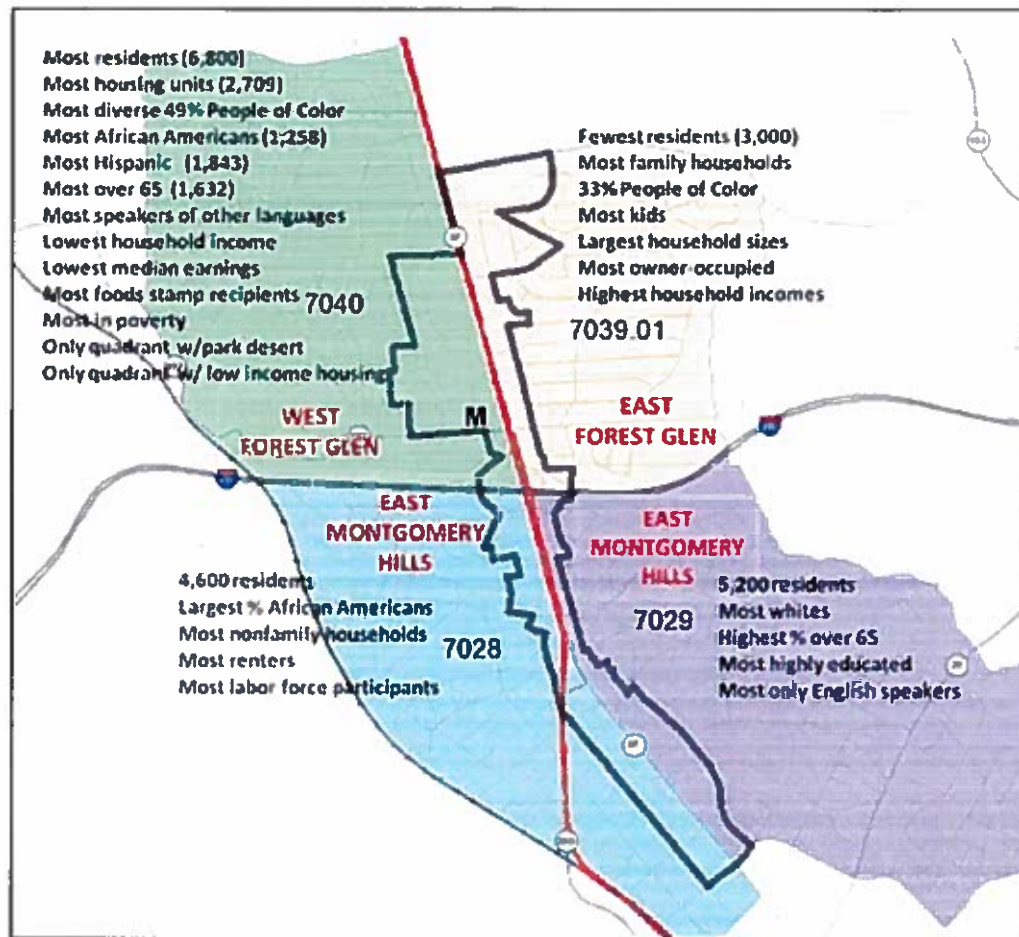 Most residents (6,800)
Most housing units (2,709)
Most diverse 49% People of Color
Most African Americans (1,258)
Most Hispanic (1,843)
Most over 65 (1,632)
Most speakers of other languages
Lowest household income
Lowest median earnings
Most foods stamp recipients
Most in poverty
Only quadrant w/park desert
Only quadrant w/ low income housing
7040
WEST
FOREST GLEN
M
Fewest residents (3,000)
Most family households
33% People of Color
Most kids
Largest household sizes
Most owner-occupied
Highest household incomes
7039.01
EAST
FOREST GLEN
EAST
MONTGOMERY
HILLS
4,600 residents
Largest % African Americans
Most nonfamily households
Most renters
Most labor force participants
7028
EAST
MONTGOMERY
HILLS
7029
5,200 residents
Most whites
Highest % over 65
Most highly educated
Most only English speakers